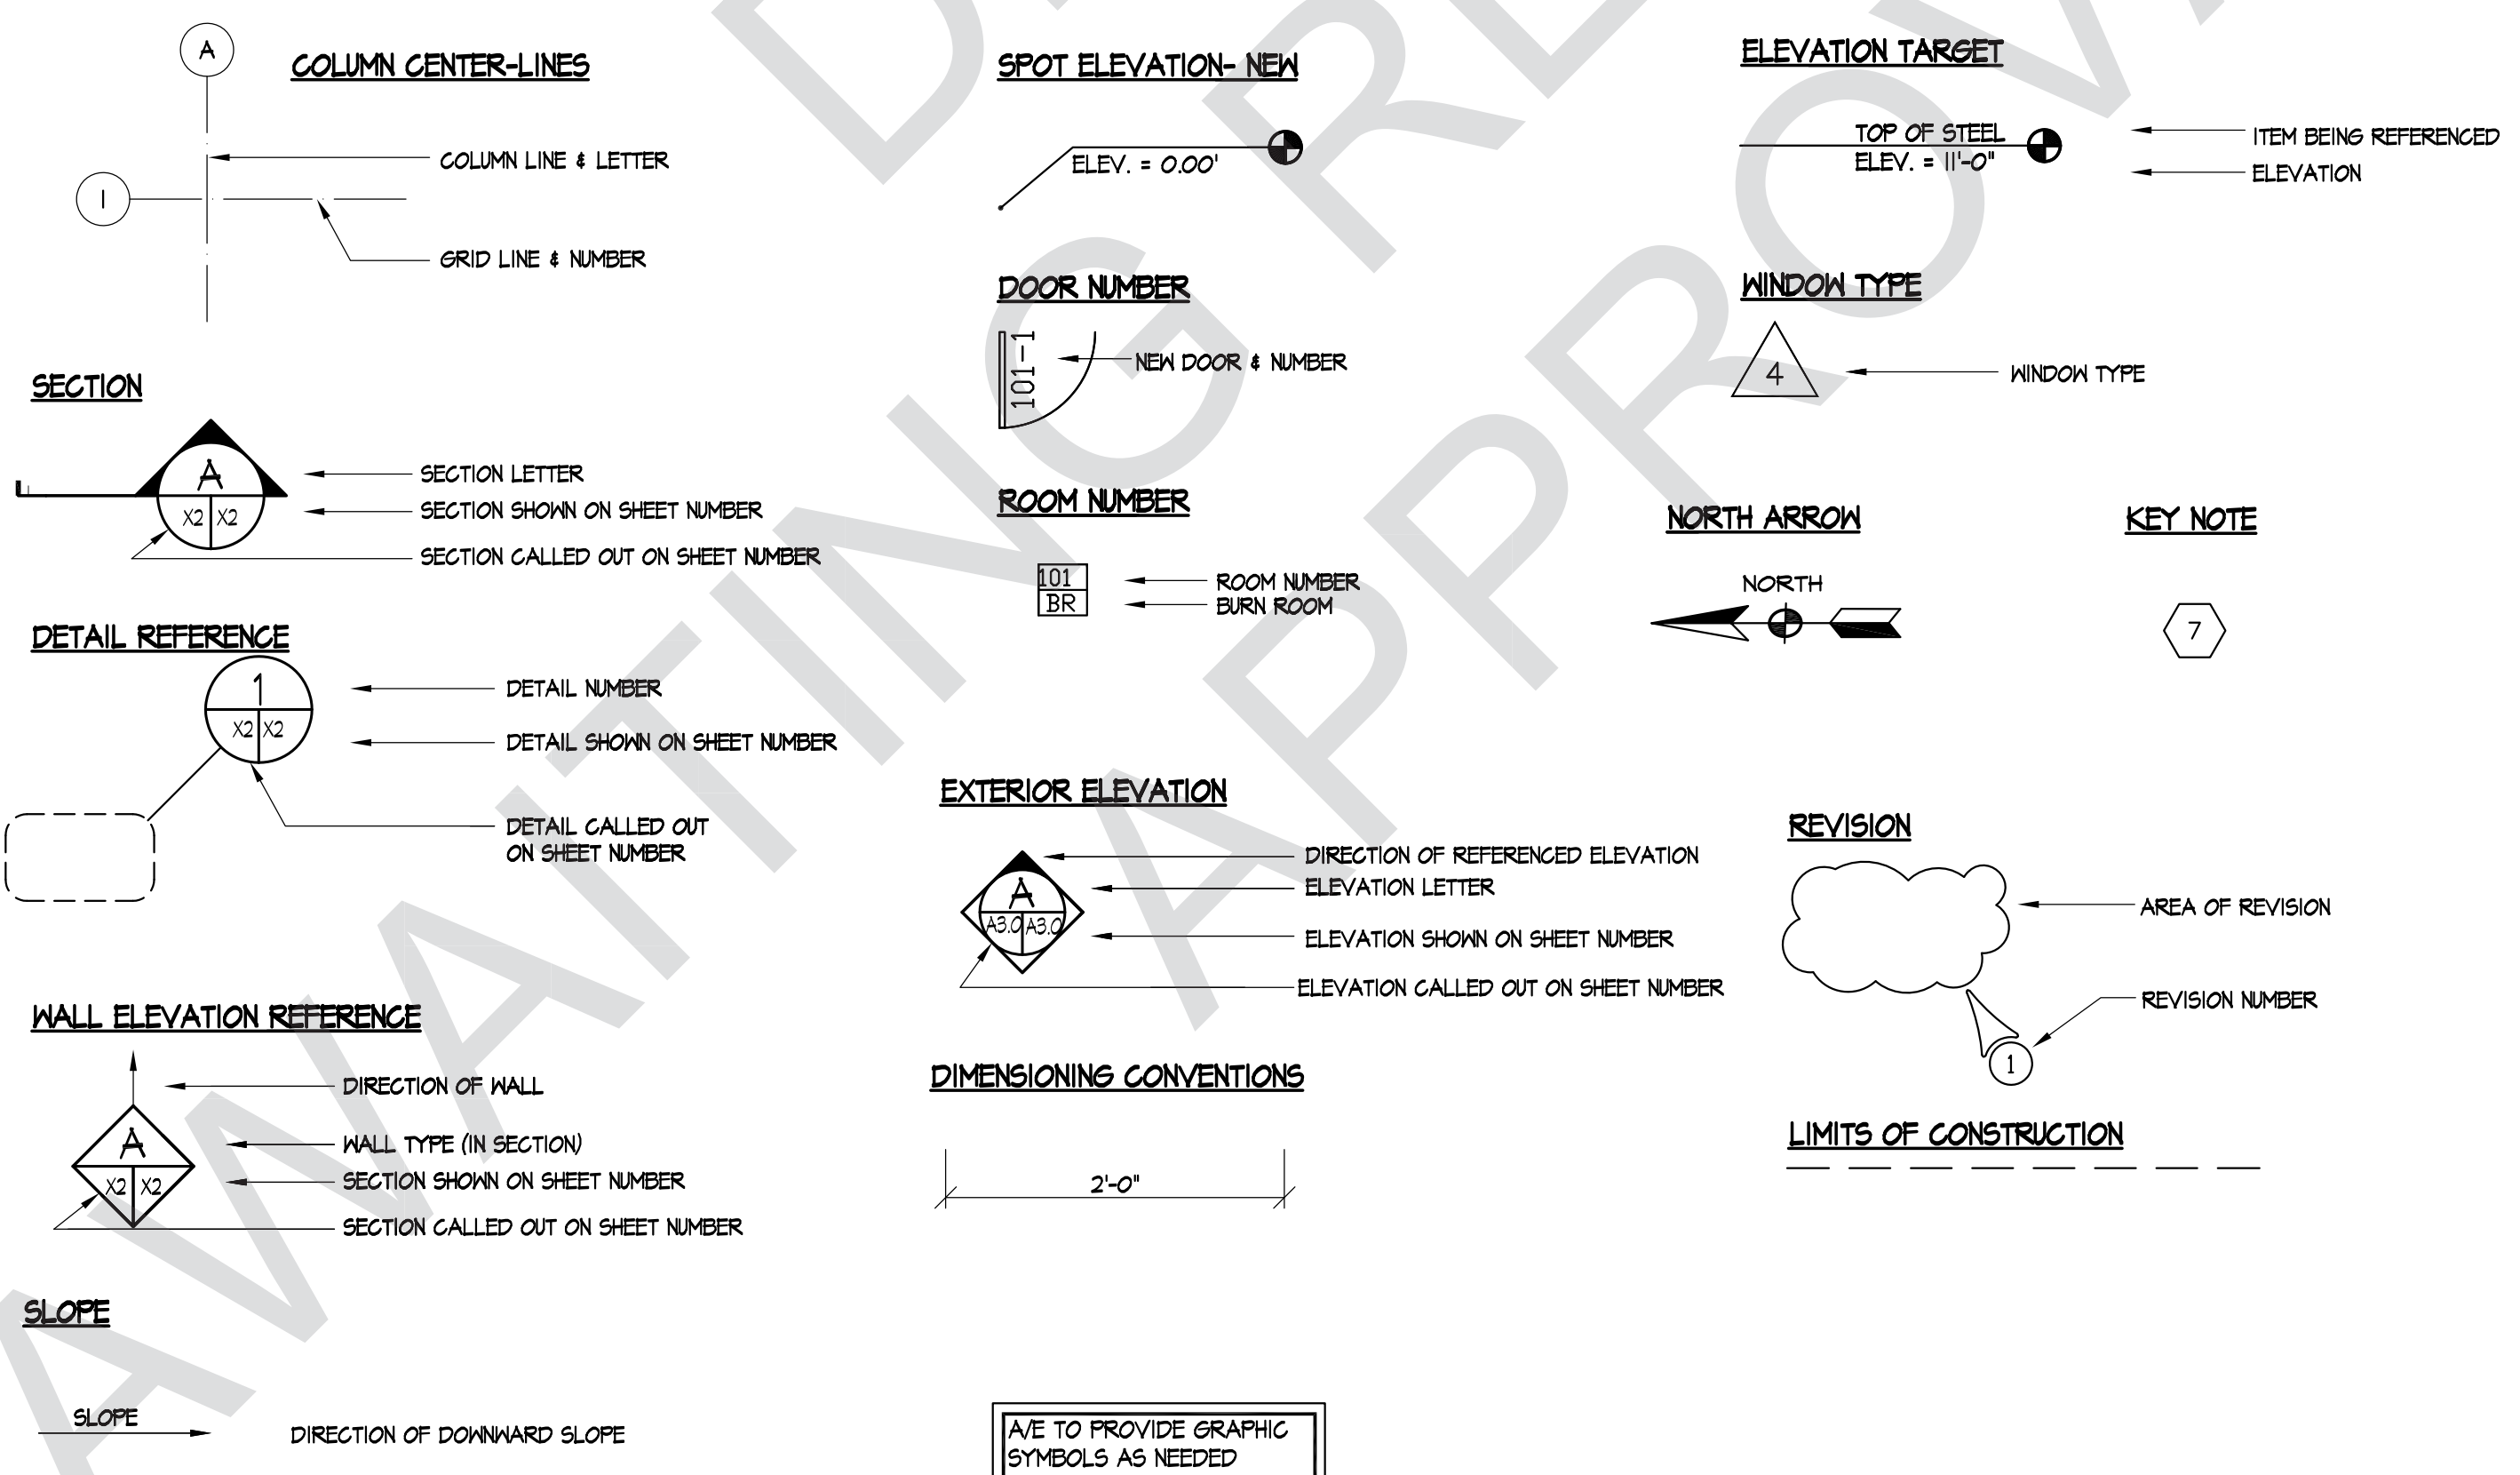 A
COLUMN CENTER-LINES
COLUMN LINE & LETTER
1
GRID LINE & NUMBER
SECTION
A
X2 X2
SECTION LETTER
SECTION SHOWN ON SHEET NUMBER
SECTION CALLED OUT ON SHEET NUMBER
DETAIL REFERENCE
1
X2 X2
DETAIL NUMBER
DETAIL SHOWN ON SHEET NUMBER
DETAIL CALLED OUT
ON SHEET NUMBER
WALL ELEVATION REFERENCE
A
X2 X2
DIRECTION OF WALL
WALL TYPE (IN SECTION)
SECTION SHOWN ON SHEET NUMBER
SECTION CALLED OUT ON SHEET NUMBER
SLOPE
SLOPE
DIRECTION OF DOWNWARD SLOPE
SPOT ELEVATION- NEW
ELEV. = 0.00'
DOOR NUMBER
101-1
NEW DOOR & NUMBER
ROOM NUMBER
101
BR
ROOM NUMBER
BURN ROOM
EXTERIOR ELEVATION
A
A3.0 A3.0
DIRECTION OF REFERENCED ELEVATION
ELEVATION LETTER
ELEVATION SHOWN ON SHEET NUMBER
ELEVATION CALLED OUT ON SHEET NUMBER
DIMENSIONING CONVENTIONS
2'-0"
A/E TO PROVIDE GRAPHIC
SYMBOLS AS NEEDED
ELEVATION TARGET
TOP OF STEEL
ELEV. = 11'-0"
ITEM BEING REFERENCED
ELEVATION
WINDOW TYPE
4
WINDOW TYPE
NORTH ARROW
NORTH
KEY NOTE
7
REVISION
AREA OF REVISION
REVISION NUMBER
1
LIMITS OF CONSTRUCTION
AWAITING